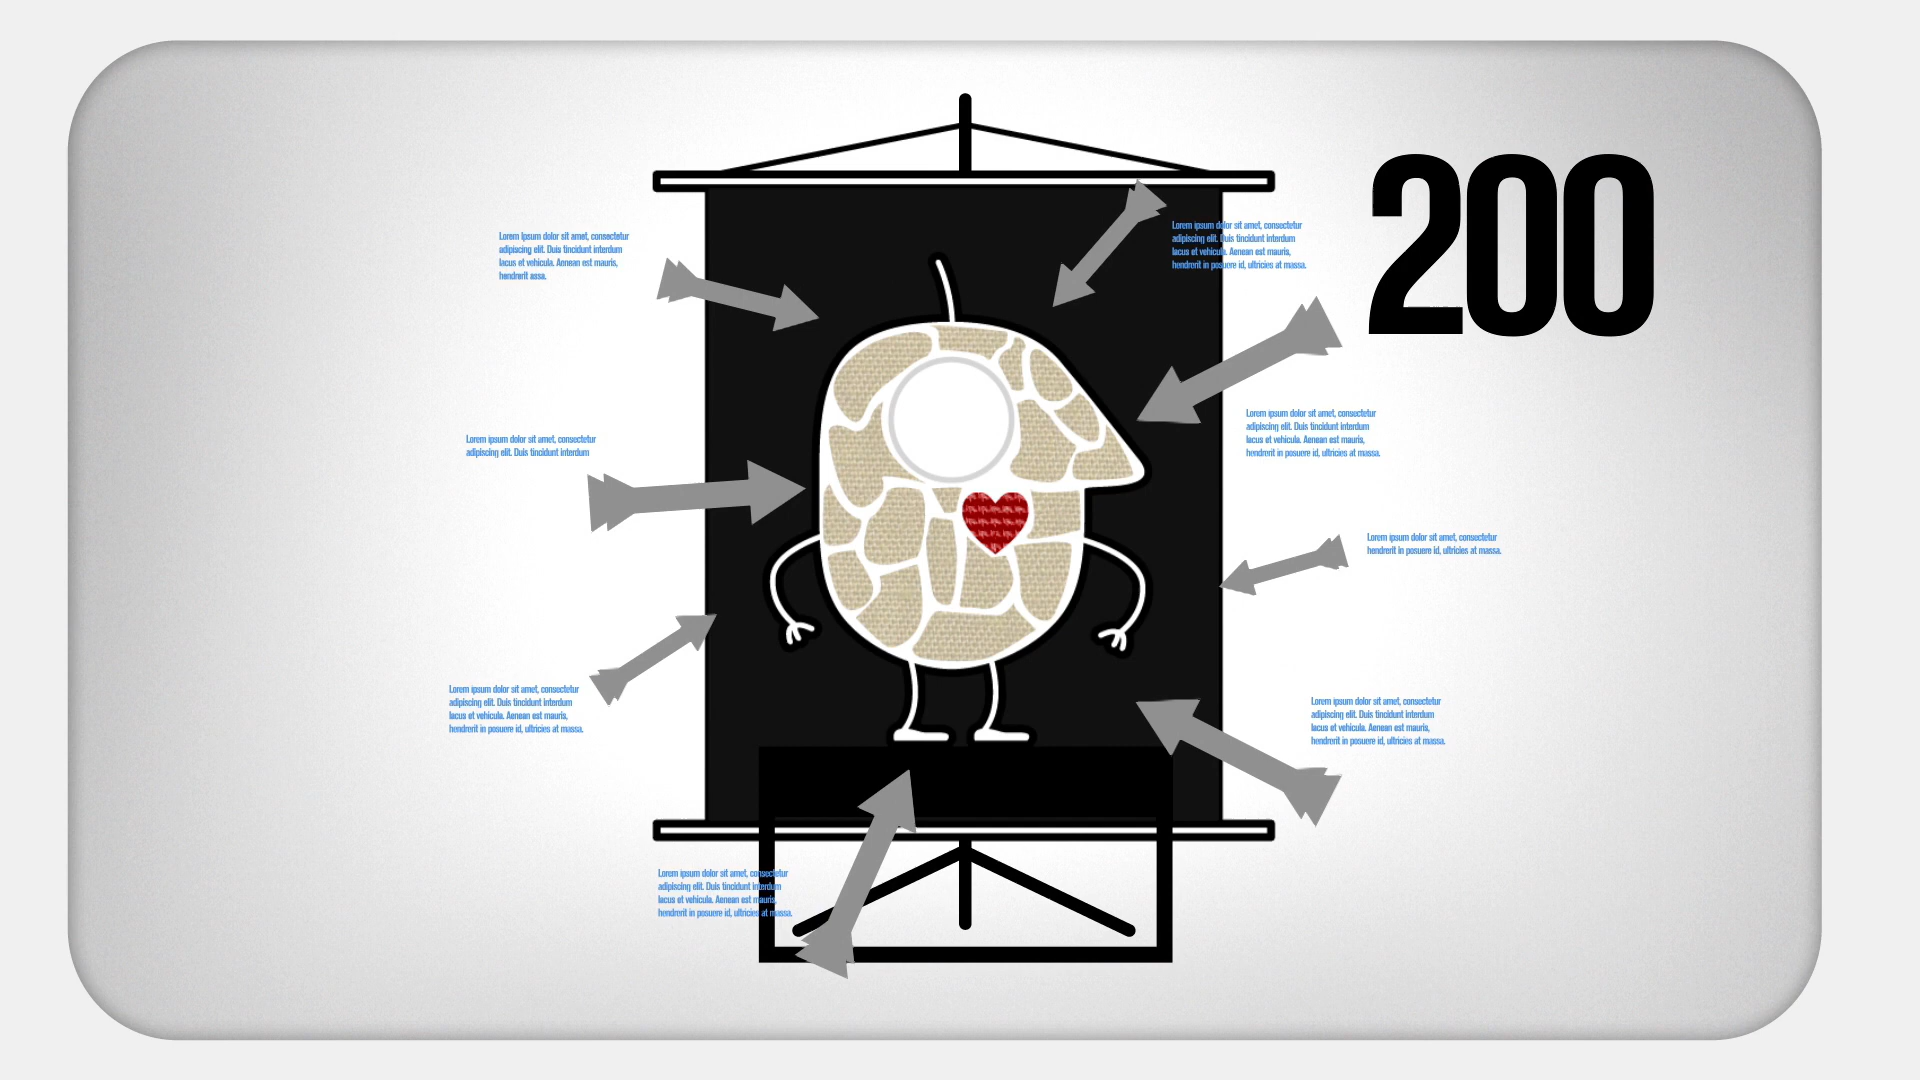 200
Lorem ipsum dolor sit amet, consectetur
adipiscing elit. Duis tincidunt interdum
lacus et vehicula. Aenean est mauris,
hendrerit in posuere id, ultricies at massa.
Lorem Ipsum dolor sit amet, consectetur
adipiscing elit. Duis tincidunt interdum
lacus et vehicula. Aenean est mauris,
hendrerit assa.
Lorem ipsum dolor sit amet, consectetur
adipiscing elit. Duis tincidunt interdum
lacus et vehicula. Aenean est mauris,
hendrerit in posuere id, ultricies at massa.
Lorem ipsum dolor sit amet, consectetur
adipiscing elit. Duis tincidunt interdum
Lorem ipsum dolor sit amet, consectetur
hendrerit in posuere id, ultricies at massa.
Lorem ipsum dolor sit amet, consectetur
adipiscing elit. Duis tincidunt interdum
lacus et vehicula. Aenean est mauris,
hendrerit in posuere id, ultricies at massa.
Lorem ipsum dolor sit amet, consectetur
adipiscing elit. Duis tincidunt interdum
lacus et vehicula. Aenean est mauris,
hendrerit in posuere id, ultricies at massa.
Lorem ipsum dolor sit amet, consectetur
adipiscing elit. Duis tincidunt interdum
lacus et vehicula. Aenean est mauris,
hendrerit in posuere id, ultricies at massa.